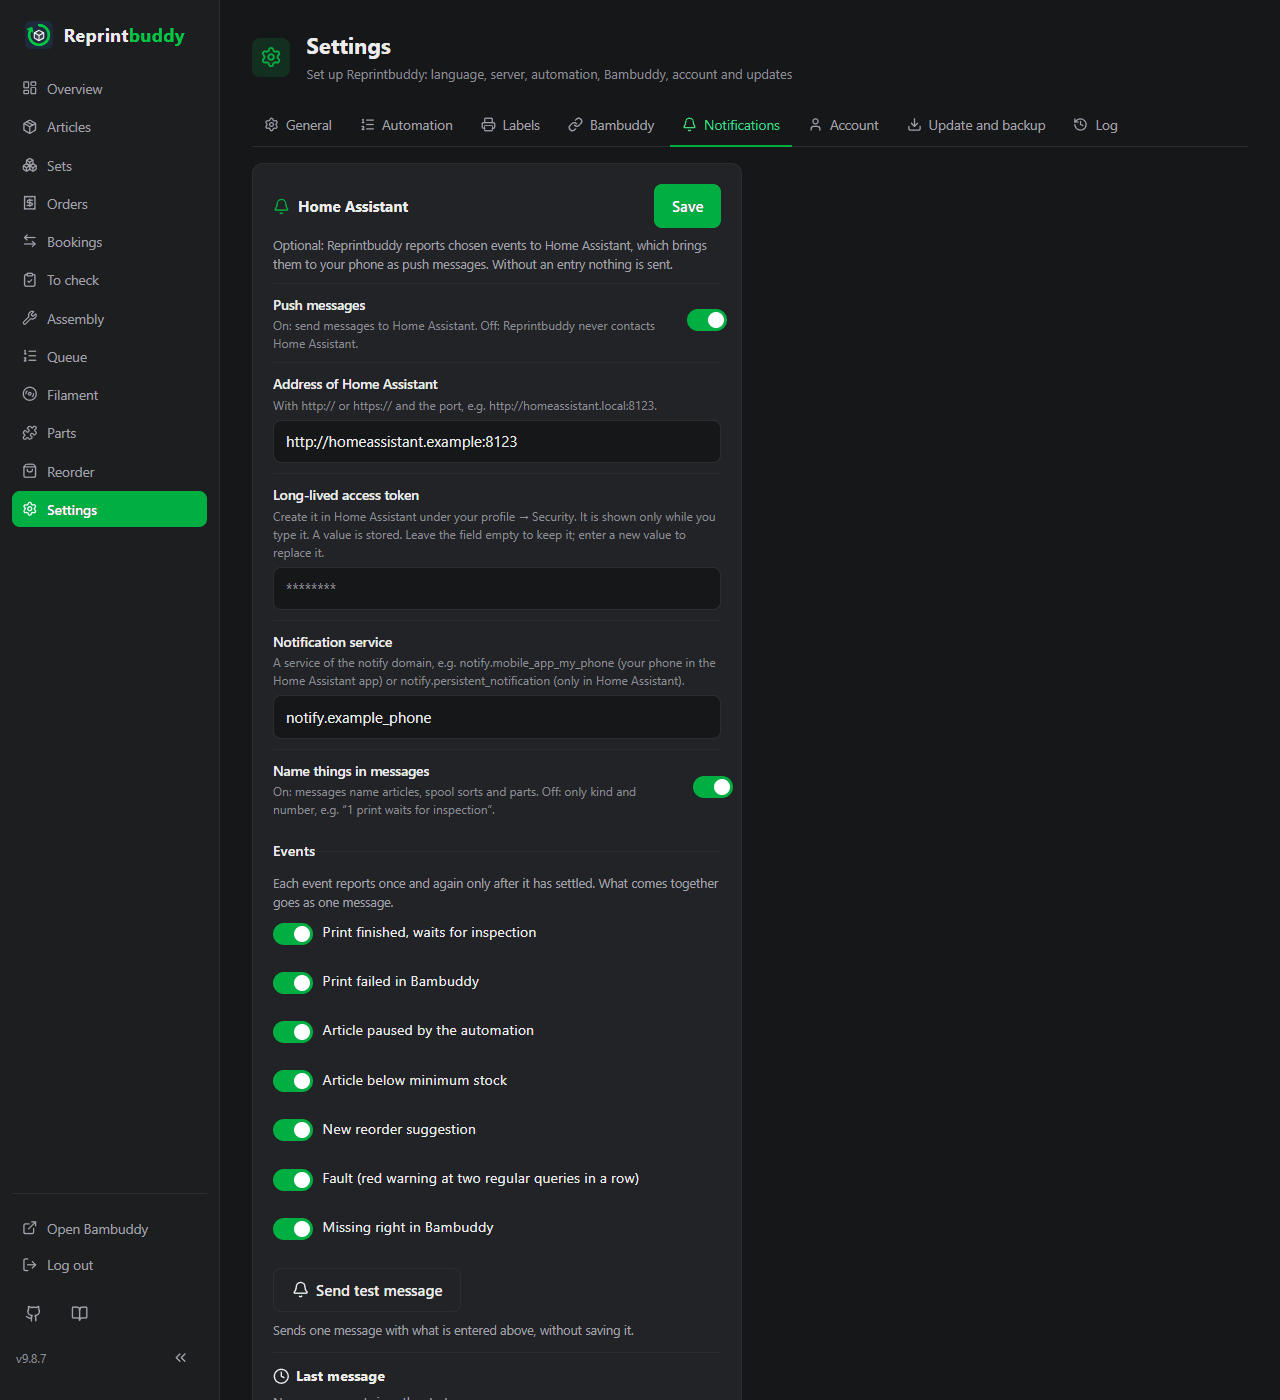 Reprintbuddy
Overview
Articles
Sets
Orders
Bookings
To check
Assembly
Queue
Filament
Parts
Reorder
Settings
Open Bambuddy
Log out
v9.8.7
Settings
Set up Reprintbuddy: language, server, automation, Bambuddy, account and updates
General
Automation
Labels
Bambuddy
Notifications
Account
Update and backup
Log
Home Assistant
Save
Optional: Reprintbuddy reports chosen events to Home Assistant, which brings
them to your phone as push messages. Without an entry nothing is sent.
Push messages
On: send messages to Home Assistant. Off: Reprintbuddy never contacts
Home Assistant.
Address of Home Assistant
With http:// or https:// and the port, e.g. http://homeassistant.local:8123.
http://homeassistant.example:8123
Long-lived access token
Create it in Home Assistant under your profile → Security. It is shown only while you
type it. A value is stored. Leave the field empty to keep it; enter a new value to
replace it.
********
Notification service
A service of the notify domain, e.g. notify.mobile_app_my_phone (your phone in the
Home Assistant app) or notify.persistent_notification (only in Home Assistant).
notify.example_phone
Name things in messages
On: messages name articles, spool sorts and parts. Off: only kind and
number, e.g. “1 print waits for inspection”.
Events
Each event reports once and again only after it has settled. What comes together
goes as one message.
Print finished, waits for inspection
Print failed in Bambuddy
Article paused by the automation
Article below minimum stock
New reorder suggestion
Fault (red warning at two regular queries in a row)
Missing right in Bambuddy
Send test message
Sends one message with what is entered above, without saving it.
Last message